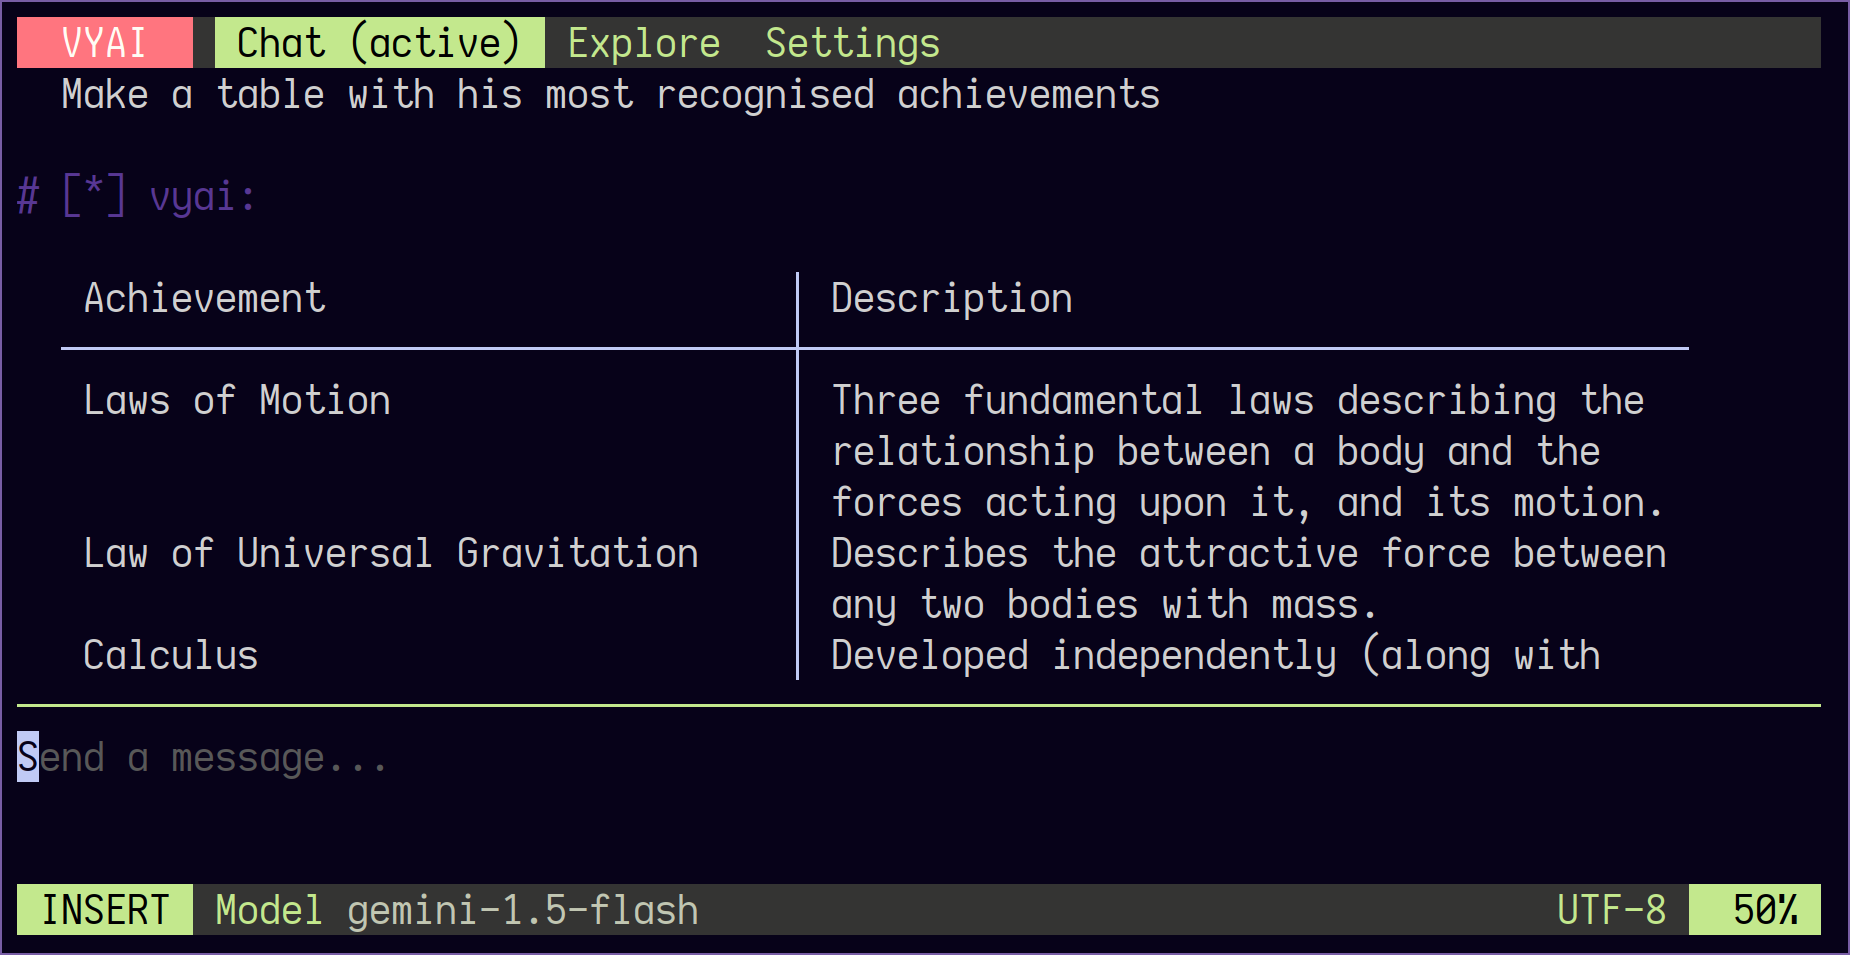 VYAI Chat (active) Explore Settings
Make a table with his most recognised achievements
# [*] vyai:
Achievement Description
Laws of Motion Three fundamental laws describing the
relationship between a body and the
forces acting upon it, and its motion.
Law of Universal Gravitation Describes the attractive force between
any two bodies with mass.
Calculus Developed independently (along with
Send a message...
INSERT Model gemini-1.5-flash UTF-8 50%